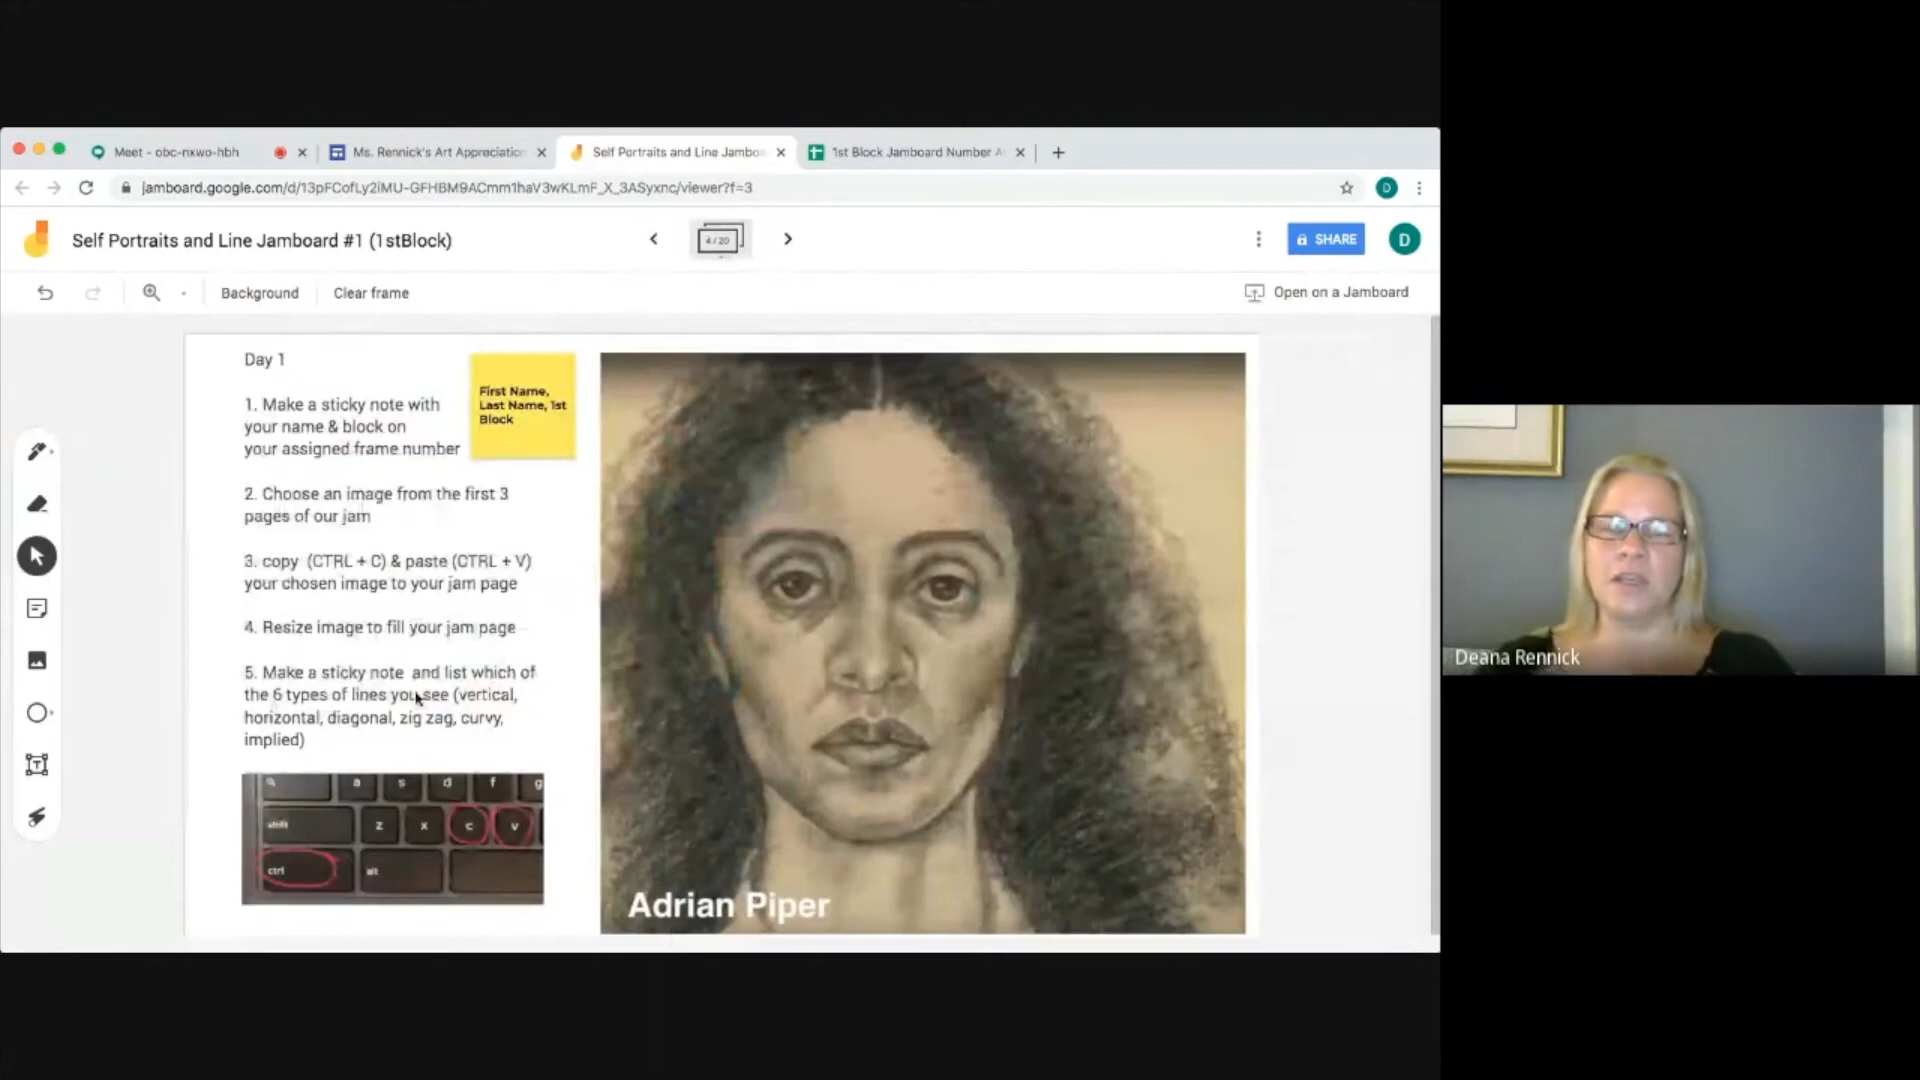 Meet - obc-nxwo-hbh
Ms. Rennick's Art Appreciation
Self Portraits and Line Jambo
1st Block Jamboard Number A
jamboard.google.com/d/13pFCofLy2iMU-GFHBM9ACmm1haV3wKLmF_X_3ASyxnc/viewer?f=3
D
Self Portraits and Line Jamboard #1 (1stBlock)
4 / 20
SHARE
D
Background
Clear frame
Open on a Jamboard
Day 1
1. Make a sticky note with
your name & block on
your assigned frame number
First Name,
Last Name, 1st
Block
2. Choose an image from the first 3
pages of our jam
3. copy (CTRL + C) & paste (CTRL + V)
your chosen image to your jam page
4. Resize image to fill your jam page
5. Make a sticky note and list which of
the 6 types of lines you see (vertical,
horizontal, diagonal, zig zag, curvy,
implied)
a s d f g
shift z x c v
ctrl alt
Adrian Piper
Deana Rennick